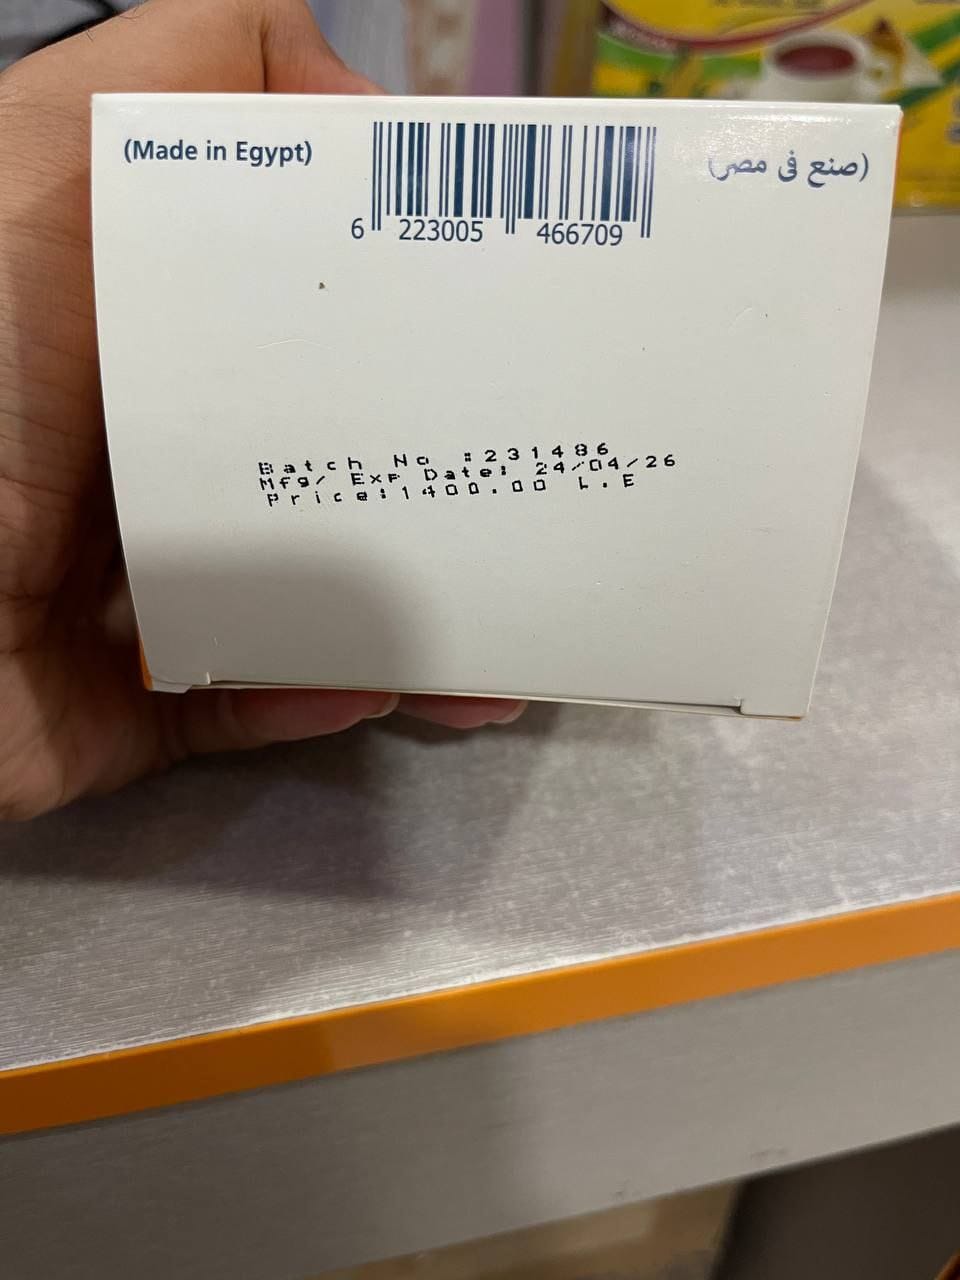 (Made in Egypt)
(صنع فى مصر)
6 223005 466709
Batch No :231486
Mfg/ Exp Date: 24/04/26
Price:1400.00 L.E